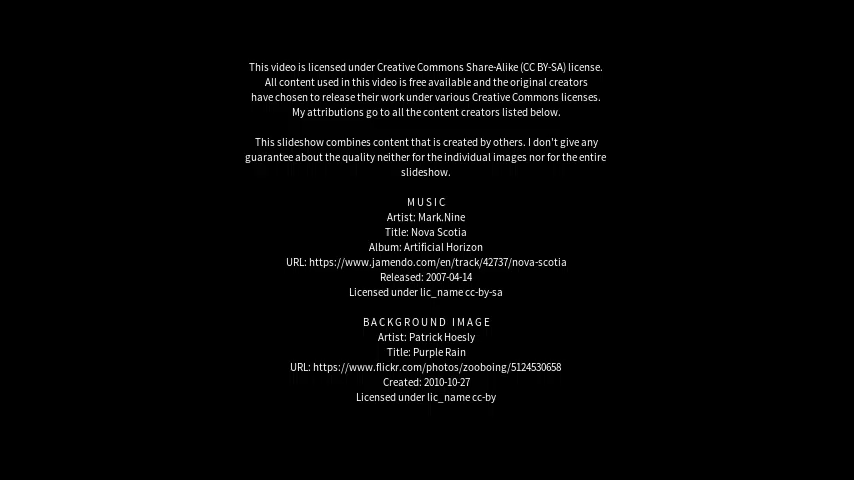 This video is licensed under Creative Commons Share-Alike (CC BY-SA) license.
All content used in this video is free available and the original creators
have chosen to release their work under various Creative Commons licenses.
My attributions go to all the content creators listed below.
This slideshow combines content that is created by others. I don't give any
guarantee about the quality neither for the individual images nor for the entire
slideshow.
MUSIC
Artist: Mark.Nine
Title: Nova Scotia
Album: Artificial Horizon
URL: https://www.jamendo.com/en/track/42737/nova-scotia
Released: 2007-04-14
Licensed under lic_name cc-by-sa
BACKGROUND IMAGE
Artist: Patrick Hoesly
Title: Purple Rain
URL: https://www.flickr.com/photos/zooboing/5124530658
Created: 2010-10-27
Licensed under lic_name cc-by